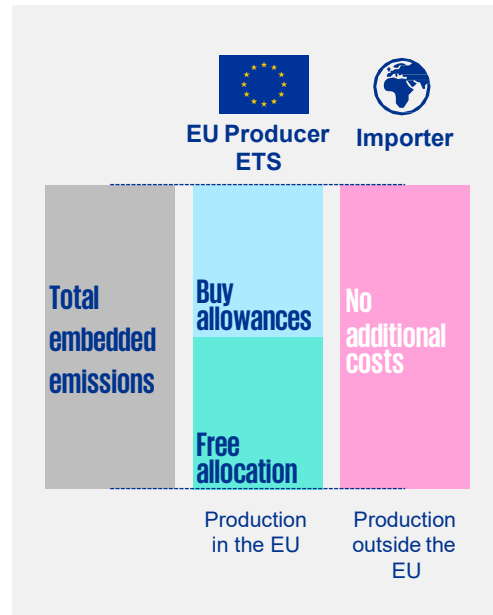 EU Producer
ETS
Importer
Total
embedded
emissions
Buy
allowances
No
additional
costs
Free
allocation
Production
in the EU
Production
outside the
EU